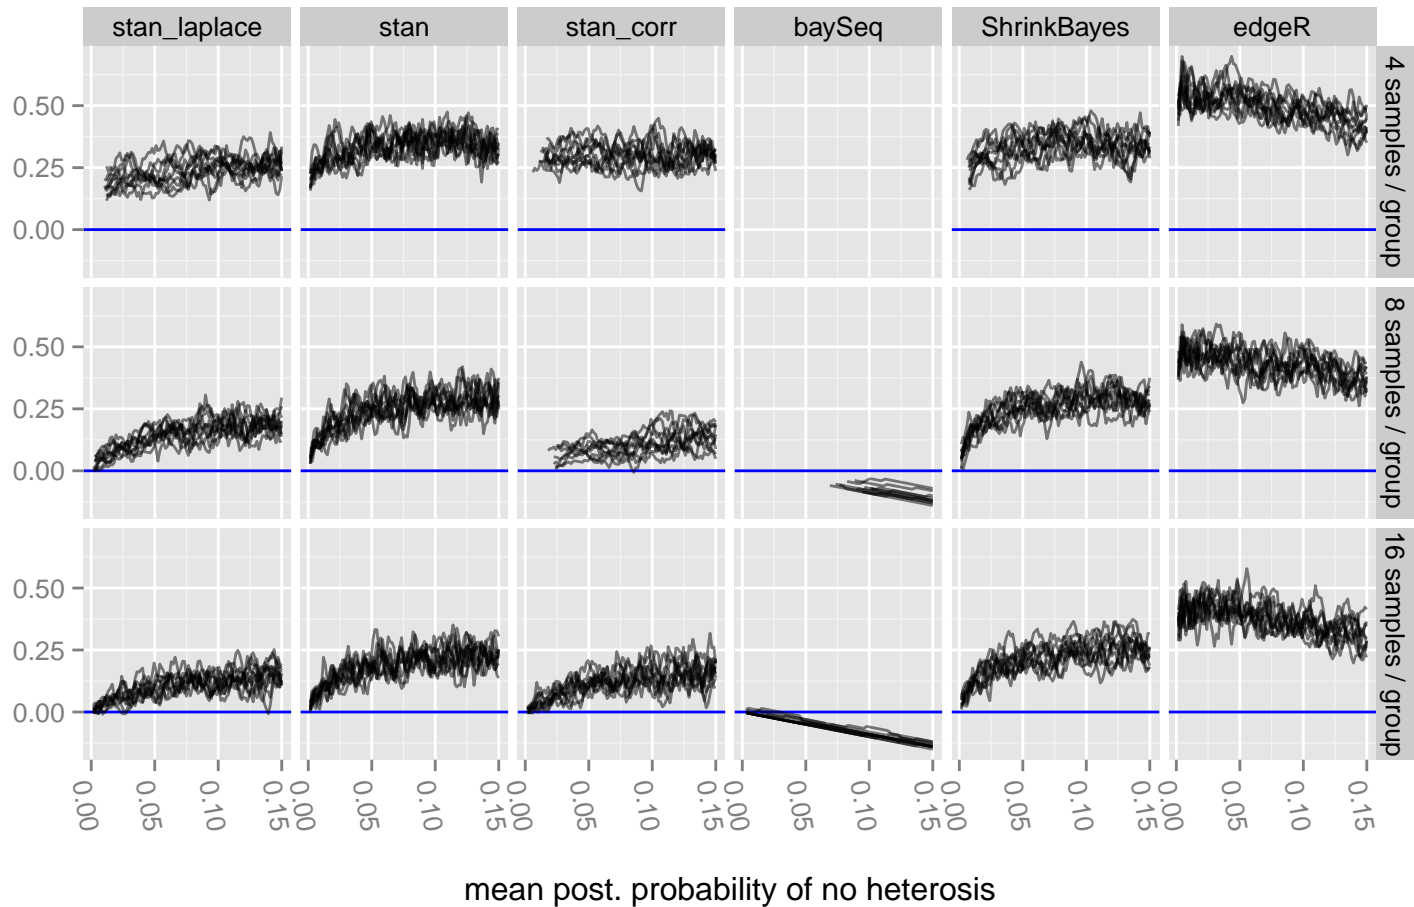 stan_laplace stan stan_corr baySeq ShrinkBayes edgeR
0.50
0.25
0.00
4 samples / group
0.50
0.25
0.00
8 samples / group
0.50
0.25
0.00
16 samples / group
0.00 0.05 0.10 0.15 0.00 0.05 0.10 0.15 0.00 0.05 0.10 0.15 0.00 0.05 0.10 0.15 0.00 0.05 0.10 0.15 0.00 0.05 0.10 0.15
mean post. probability of no heterosis